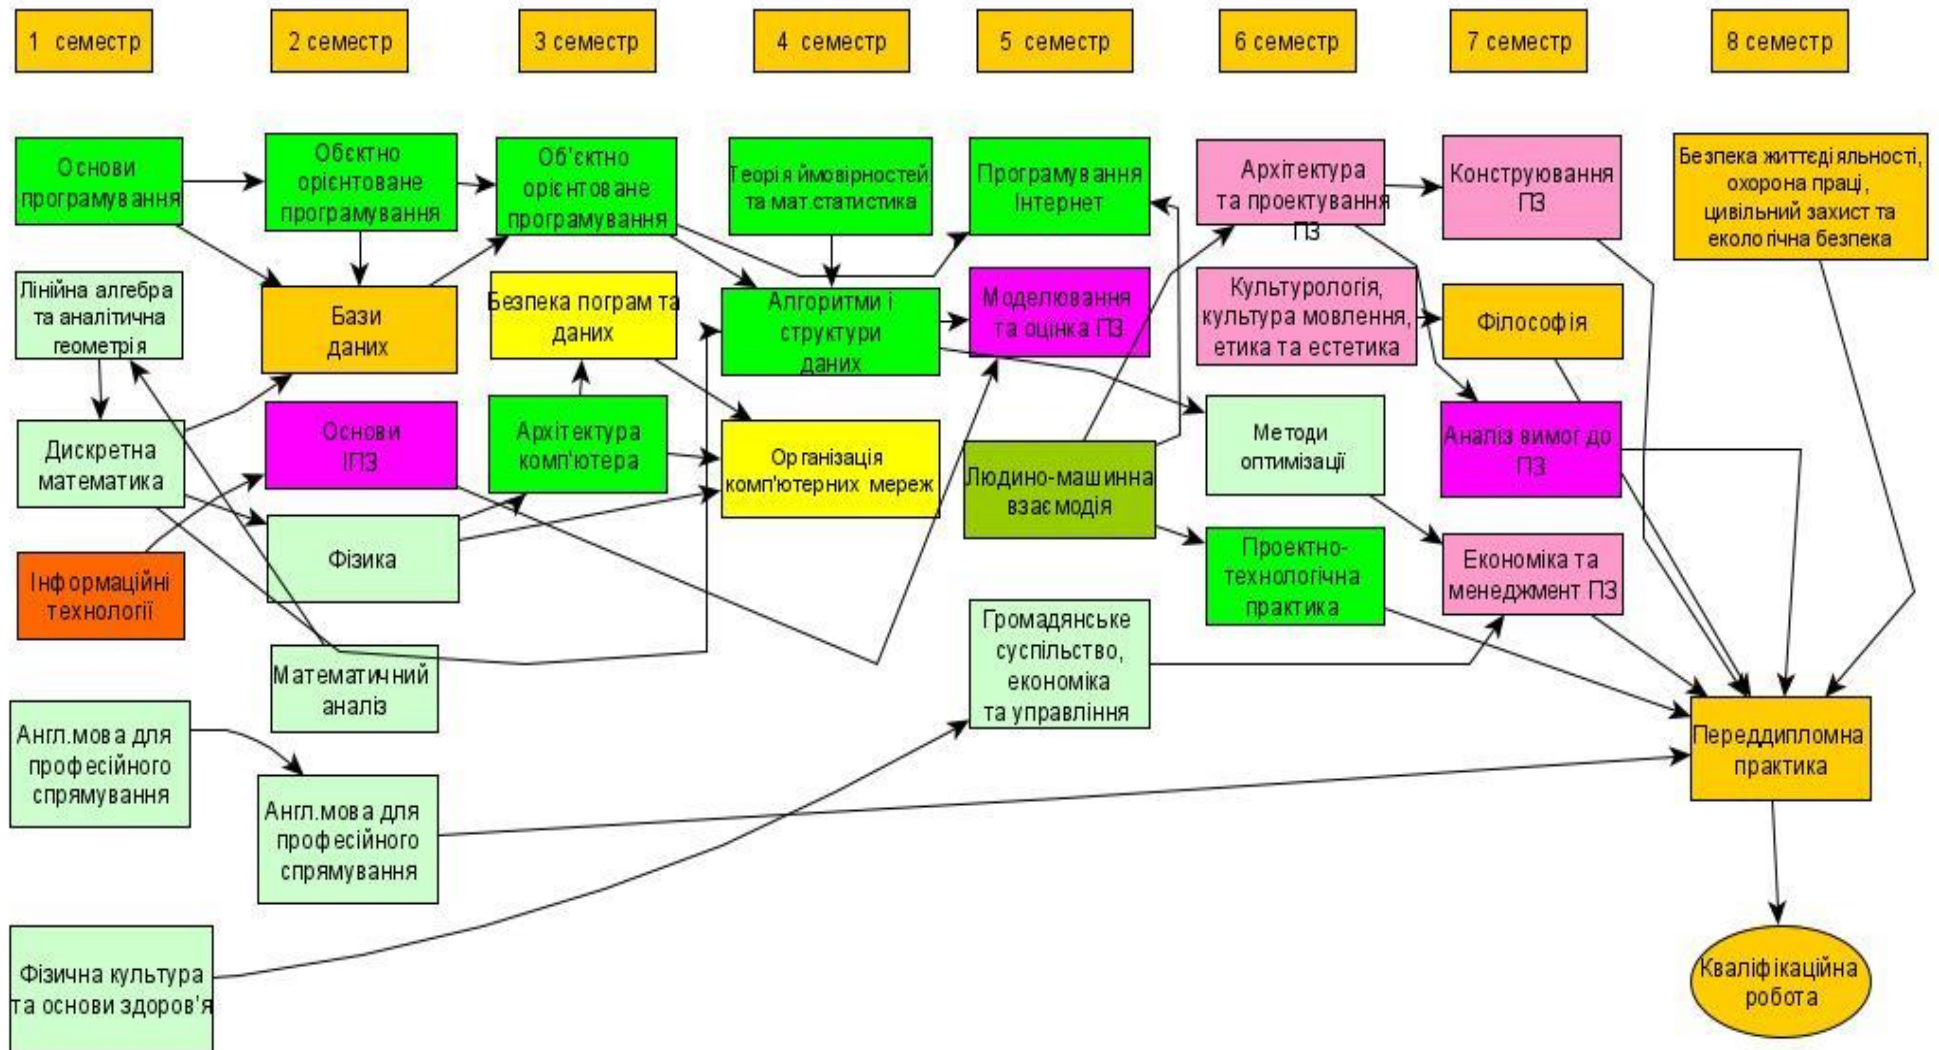 1 семестр
2 семестр
3 семестр
4 семестр
5 семестр
6 семестр
7 семестр
8 семестр
Основи
програмування
Лінійна алгебра
та аналітична
геометрія
Дискретна
математика
Інформаційні
технології
Англ.мова для
професійного
спрямування
Фізична культура
та основи здоров'я
Обєктно
орієнтоване
програмування
Бази
даних
Основи
ІПЗ
Фізика
Математичний
аналіз
Англ.мова для
професійного
спрямування
Об'єктно
орієнтоване
програмування
Безпека пограм та
даних
Архітектура
комп'ютера
Теорія ймовірностей
та мат.статистика
Алгоритми і
структури
даних
Організація
комп'ютерних мереж
Програмування
Інтернет
Моделювання
та оцінка ПЗ
Людино-машинна
взаємодія
Громадянське
суспільство,
економіка
та управління
Архітектура
та проектування
ПЗ
Культурологія,
культура мовлення,
етика та естетика
Методи
оптимізації
Проектно-
технологічна
практика
Конструювання
ПЗ
Філософія
Аналіз вимог до
ПЗ
Економіка та
менеджмент ПЗ
Безпека життєдіяльності,
охорона праці,
цивільний захист та
екологічна безпека
Переддипломна
практика
Кваліфікаційна
робота